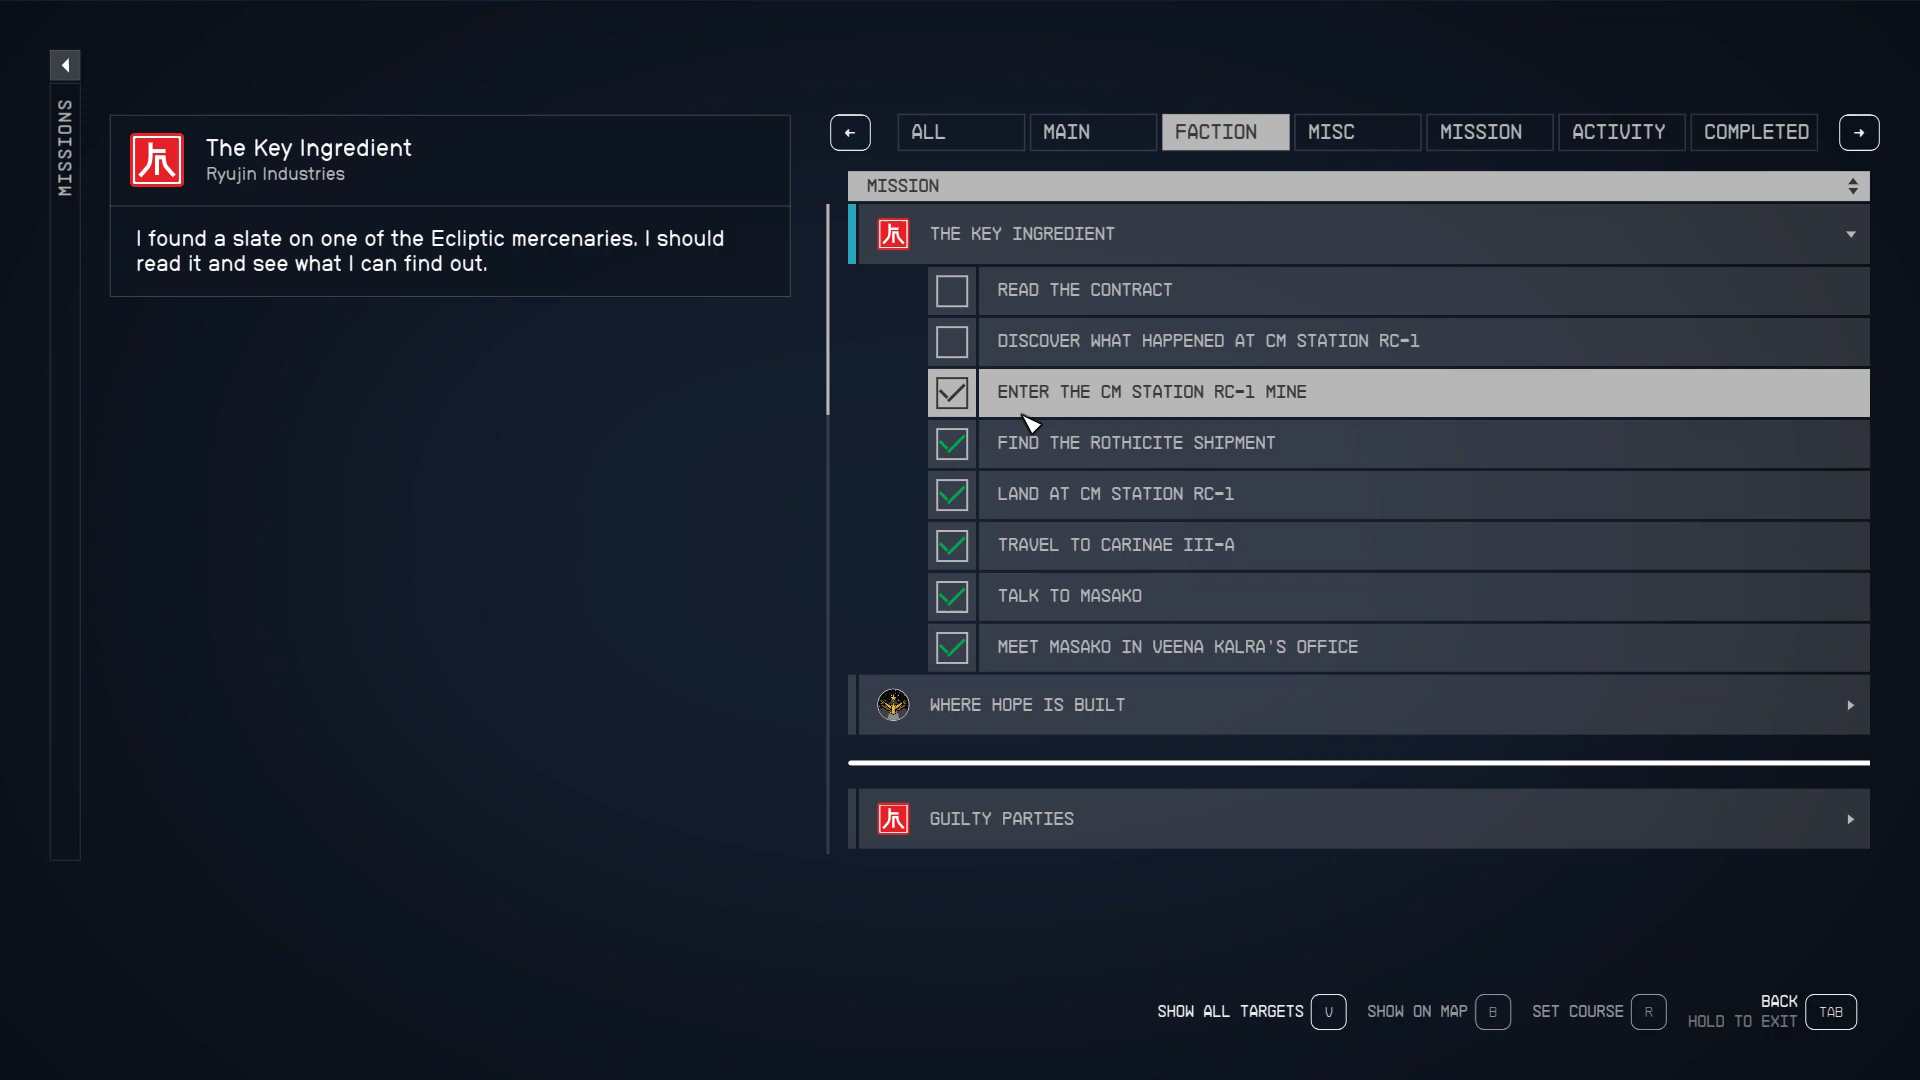 MISSIONS
The Key Ingredient
Ryujin Industries
I found a slate on one of the Ecliptic mercenaries. I should
read it and see what I can find out.
ALL
MAIN
FACTION
MISC
MISSION
ACTIVITY
COMPLETED
MISSION
THE KEY INGREDIENT
READ THE CONTRACT
DISCOVER WHAT HAPPENED AT CM STATION RC-1
ENTER THE CM STATION RC-1 MINE
FIND THE ROTHICITE SHIPMENT
LAND AT CM STATION RC-1
TRAVEL TO CARINAE III-A
TALK TO MASAKO
MEET MASAKO IN VEENA KALRA'S OFFICE
WHERE HOPE IS BUILT
GUILTY PARTIES
SHOW ALL TARGETS V
SHOW ON MAP B
SET COURSE R
BACK
HOLD TO EXIT
TAB